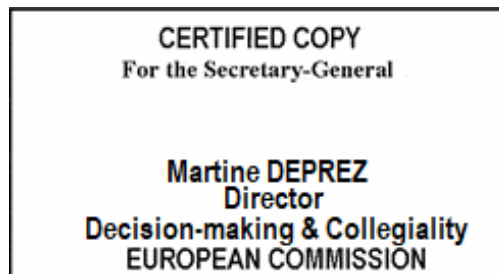 CERTIFIED COPY
For the Secretary-General
Martine DEPREZ
Director
Decision-making & Collegiality
EUROPEAN COMMISSION